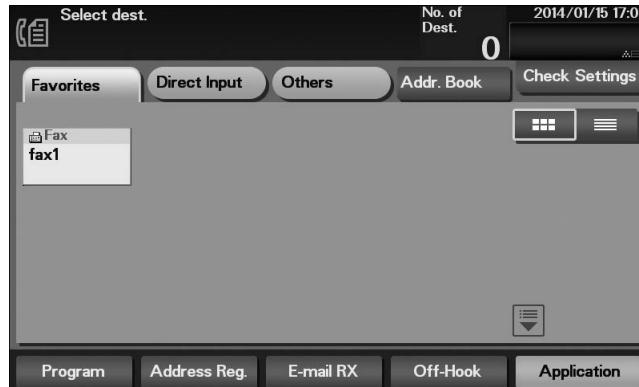 Select dest.
No. of
Dest.
0
2014/01/15 17:0
Favorites
Direct Input
Others
Addr. Book
Check Settings
Fax
fax1
Program
Address Reg.
E-mail RX
Off-Hook
Application